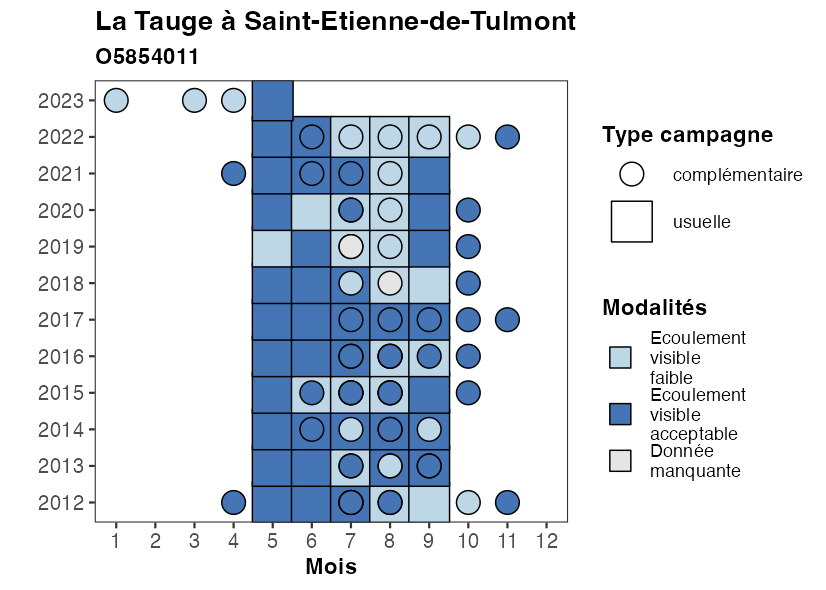 La Tauge à Saint-Etienne-de-Tulmont
O5854011
2023
2022
2021
2020
2019
2018
2017
2016
2015
2014
2013
2012
1 2 3 4 5 6 7 8 9 10 11 12
Mois
Type campagne
complémentaire
usuelle
Modalités
Ecoulement
visible
faible
Ecoulement
visible
acceptable
Donnée
manquante